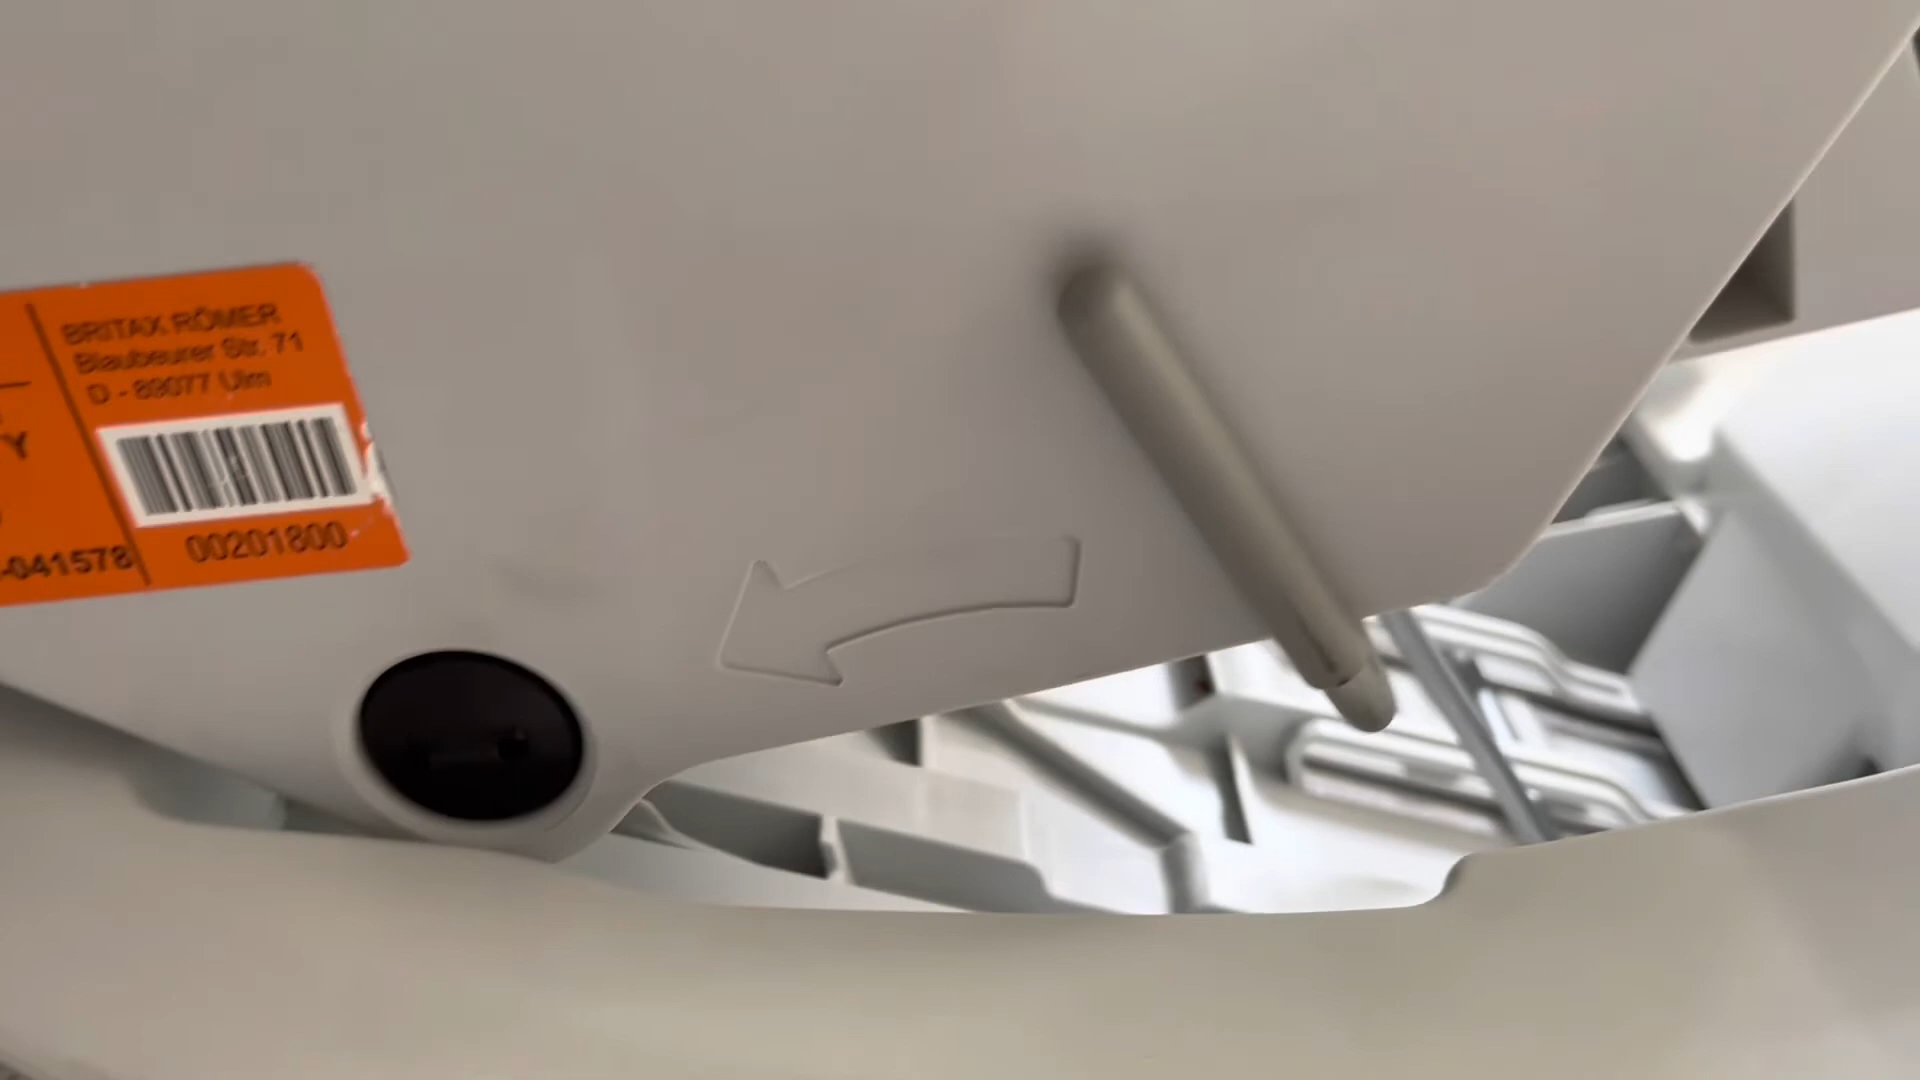 BRITAX RÖMER
Blaubeurer Str. 71
D - 89077 Ulm
Y
-041578
00201800